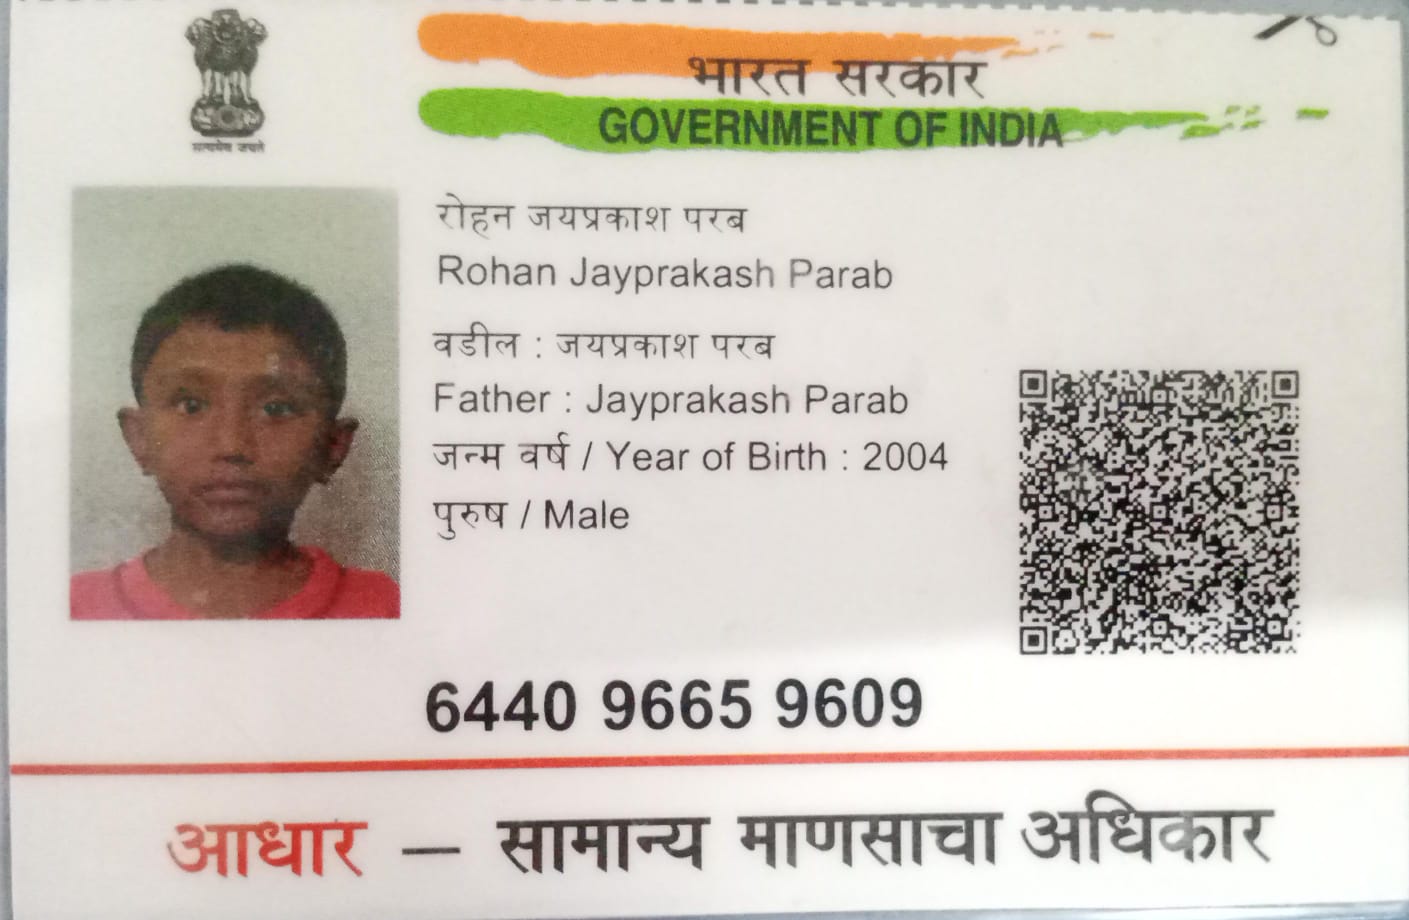 भारत सरकार
GOVERNMENT OF INDIA
सत्यमेव जयते
रोहन जयप्रकाश परब
Rohan Jayprakash Parab
वडील : जयप्रकाश परब
Father : Jayprakash Parab
जन्म वर्ष / Year of Birth : 2004
पुरुष / Male
6440 9665 9609
आधार — सामान्य माणसाचा अधिकार